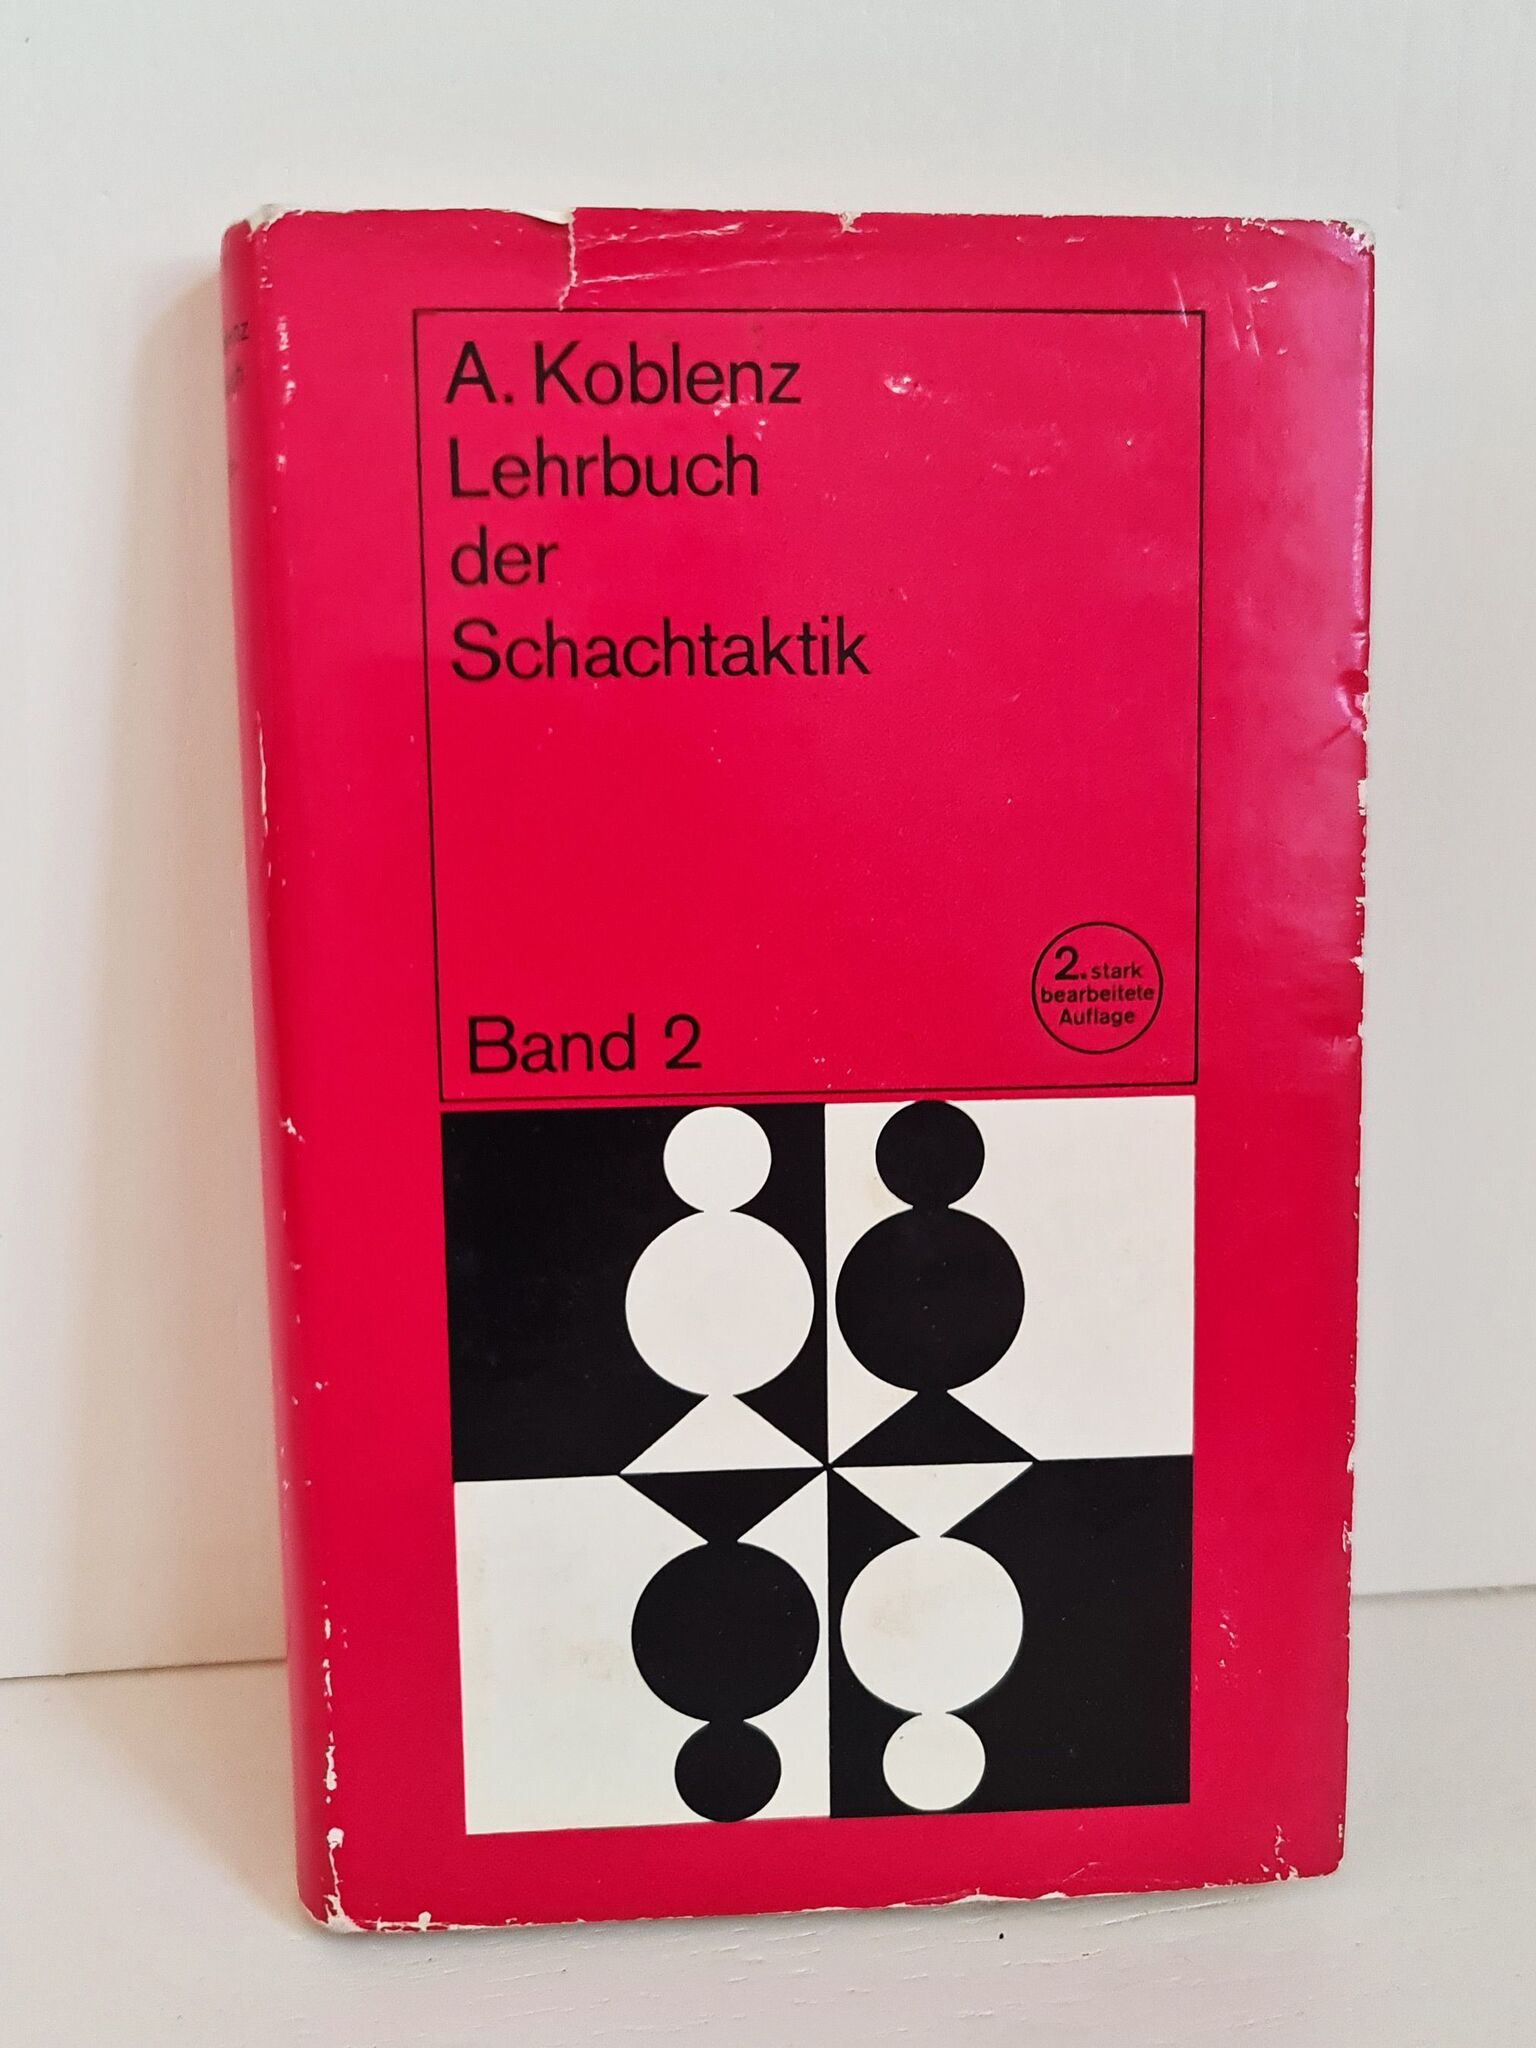 A. Koblenz
Lehrbuch
der
Schachtaktik
2. stark
bearbeitete
Auflage
Band 2